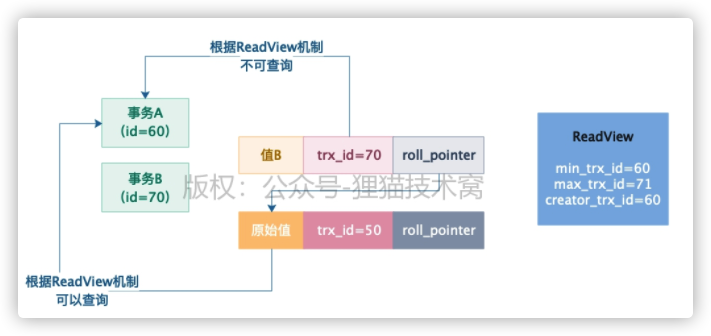 根据ReadView机制
不可查询
事务A
（id=60）
值B
trx_id=70
roll_pointer
事务B
（id=70）
版权：公众号-狸猫技术窝
原始值
trx_id=50
roll_pointer
ReadView
min_trx_id=60
max_trx_id=71
creator_trx_id=60
根据ReadView机制
可以查询